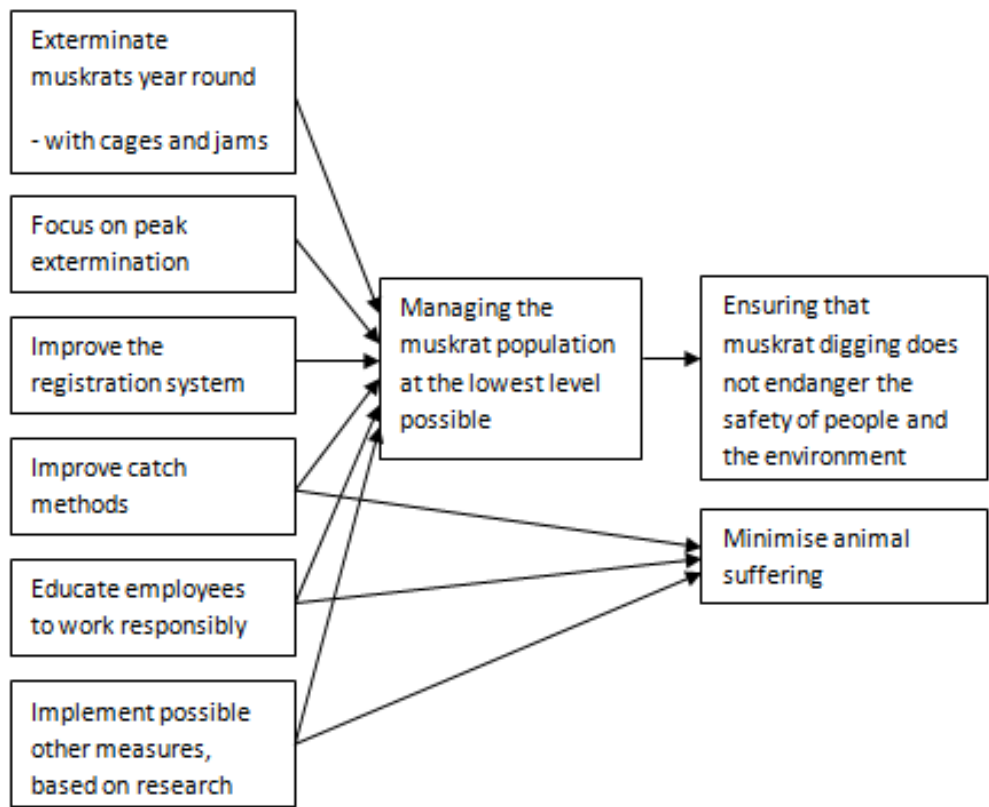 Exterminate
muskrats year round
- with cages and jams
Focus on peak
extermination
Improve the
registration system
Improve catch
methods
Educate employees
to work responsibly
Implement possible
other measures,
based on research
Managing the
muskrat population
at the lowest level
possible
Ensuring that
muskrat digging does
not endanger the
safety of people and
the environment
Minimise animal
suffering